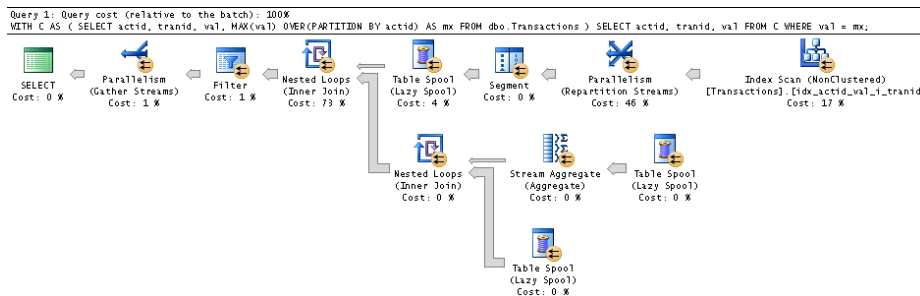 Query 1: Query cost (relative to the batch): 100%
WITH C AS ( SELECT actid, tranid, val, MAX(val) OVER(PARTITION BY actid) AS mx FROM dbo.Transactions ) SELECT actid, tranid, val FROM C WHERE val = mx;
SELECT
Cost: 0 %
Parallelism
(Gather Streams)
Cost: 1 %
Filter
Cost: 1 %
Nested Loops
(Inner Join)
Cost: 73 %
Table Spool
(Lazy Spool)
Cost: 4 %
Segment
Cost: 0 %
Parallelism
(Repartition Streams)
Cost: 46 %
Index Scan (NonClustered)
[Transactions].[idx_actid_val_i_tranid
Cost: 17 %
Nested Loops
(Inner Join)
Cost: 0 %
Stream Aggregate
(Aggregate)
Cost: 0 %
Table Spool
(Lazy Spool)
Cost: 0 %
Table Spool
(Lazy Spool)
Cost: 0 %